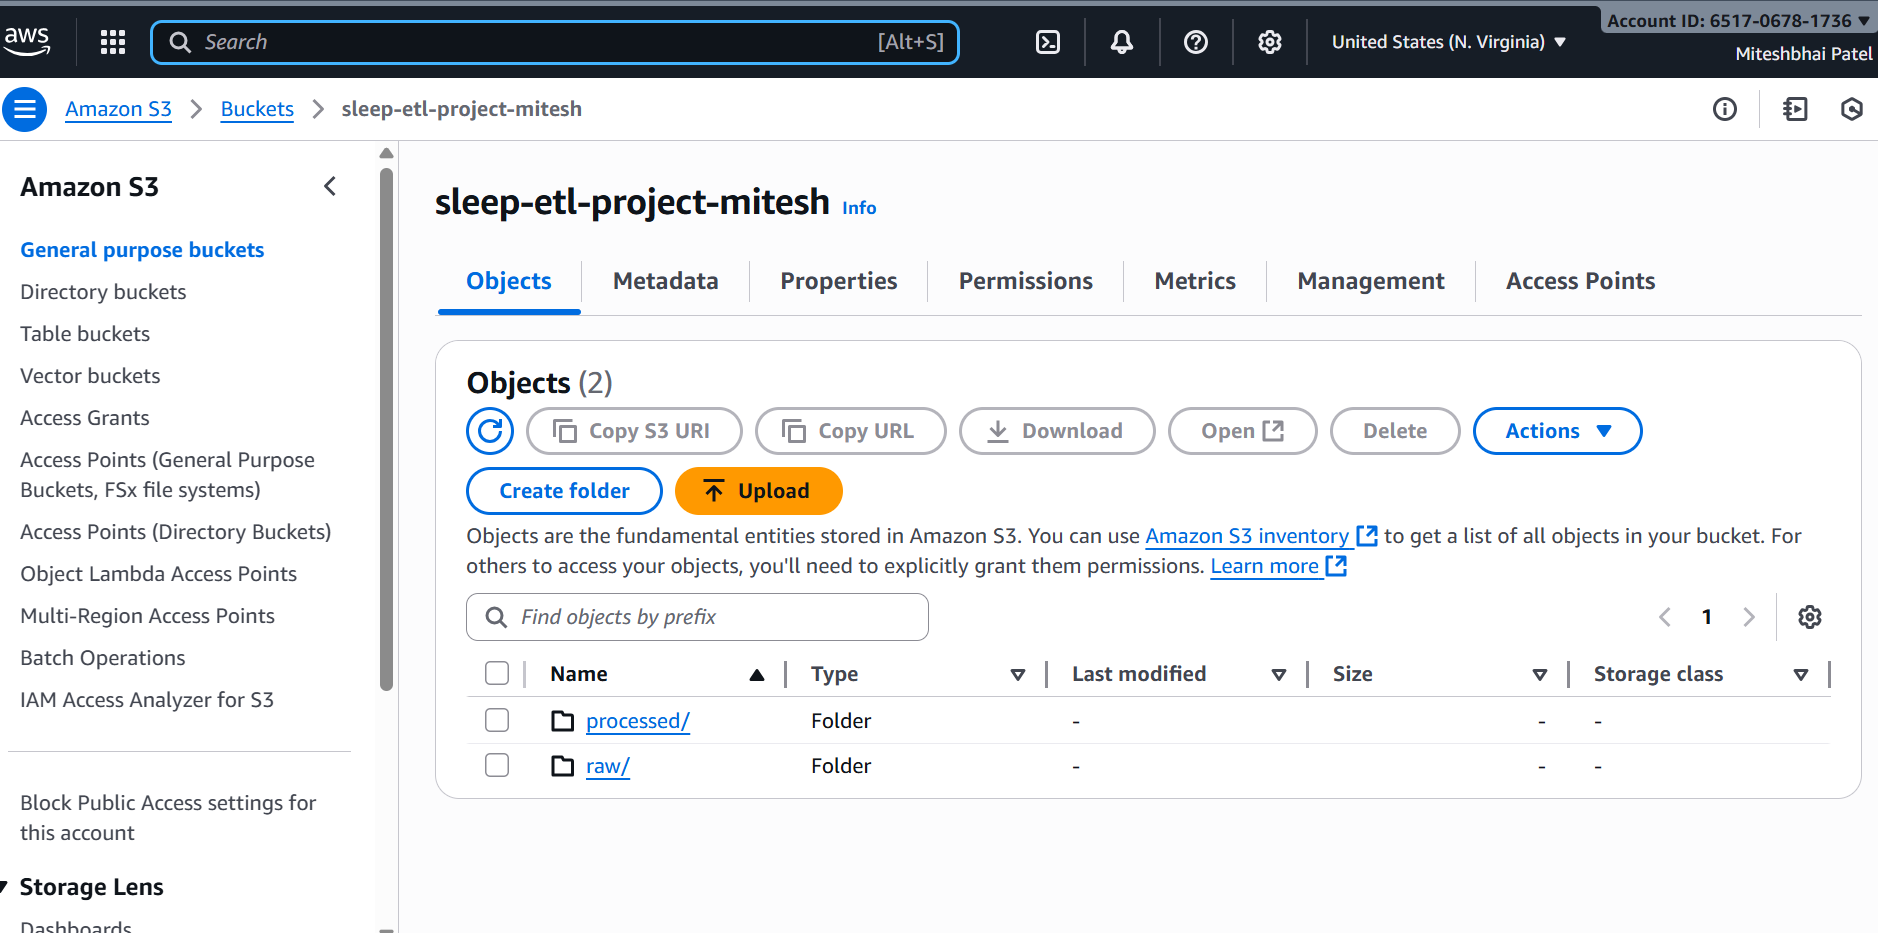 aws
Search [Alt+S]
United States (N. Virginia)
Account ID: 6517-0678-1736
Miteshbhai Patel
Amazon S3
Buckets
sleep-etl-project-mitesh
Amazon S3
General purpose buckets
Directory buckets
Table buckets
Vector buckets
Access Grants
Access Points (General Purpose
Buckets, FSx file systems)
Access Points (Directory Buckets)
Object Lambda Access Points
Multi-Region Access Points
Batch Operations
IAM Access Analyzer for S3
Block Public Access settings for
this account
Storage Lens
Dashboards
sleep-etl-project-mitesh Info
Objects Metadata Properties Permissions Metrics Management Access Points
Objects (2)
Copy S3 URI Copy URL Download Open Delete Actions
Create folder Upload
Objects are the fundamental entities stored in Amazon S3. You can use Amazon S3 inventory to get a list of all objects in your bucket. For
others to access your objects, you'll need to explicitly grant them permissions. Learn more
Find objects by prefix
1
Name Type Last modified Size Storage class
processed/ Folder - - -
raw/ Folder - - -